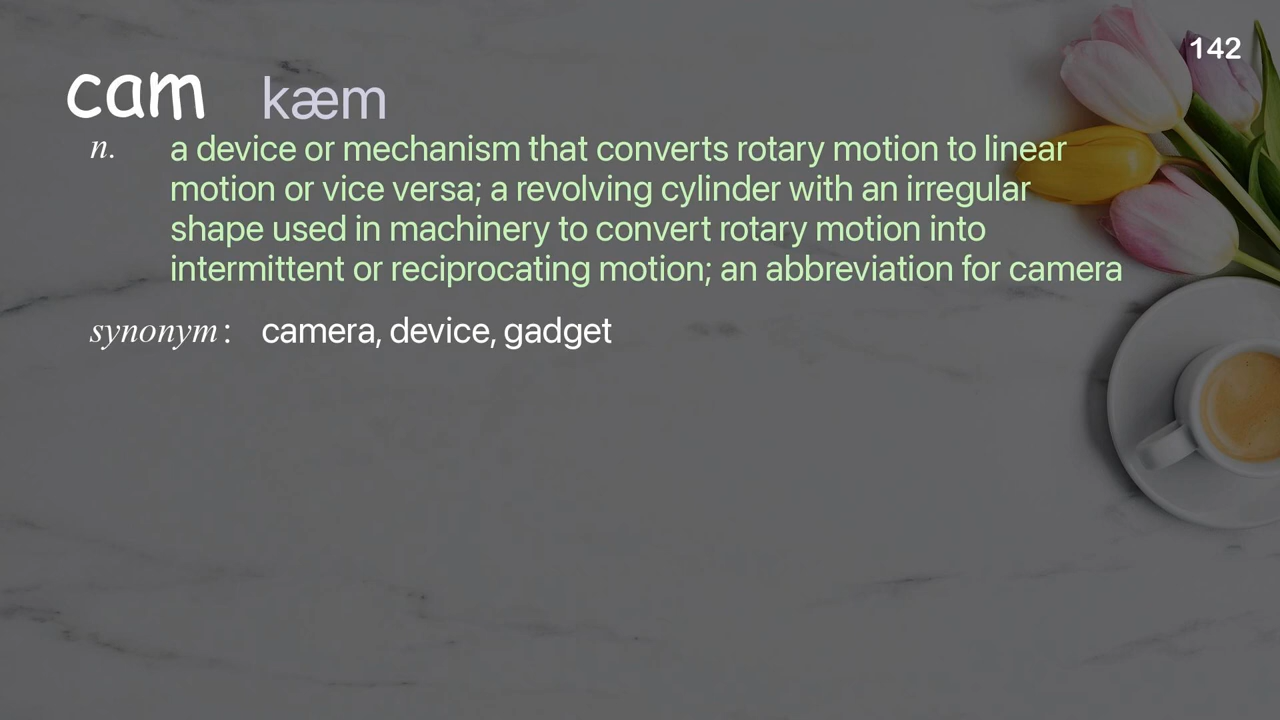 142
cam kæm
n. a device or mechanism that converts rotary motion to linear
motion or vice versa; a revolving cylinder with an irregular
shape used in machinery to convert rotary motion into
intermittent or reciprocating motion; an abbreviation for camera
synonym: camera, device, gadget